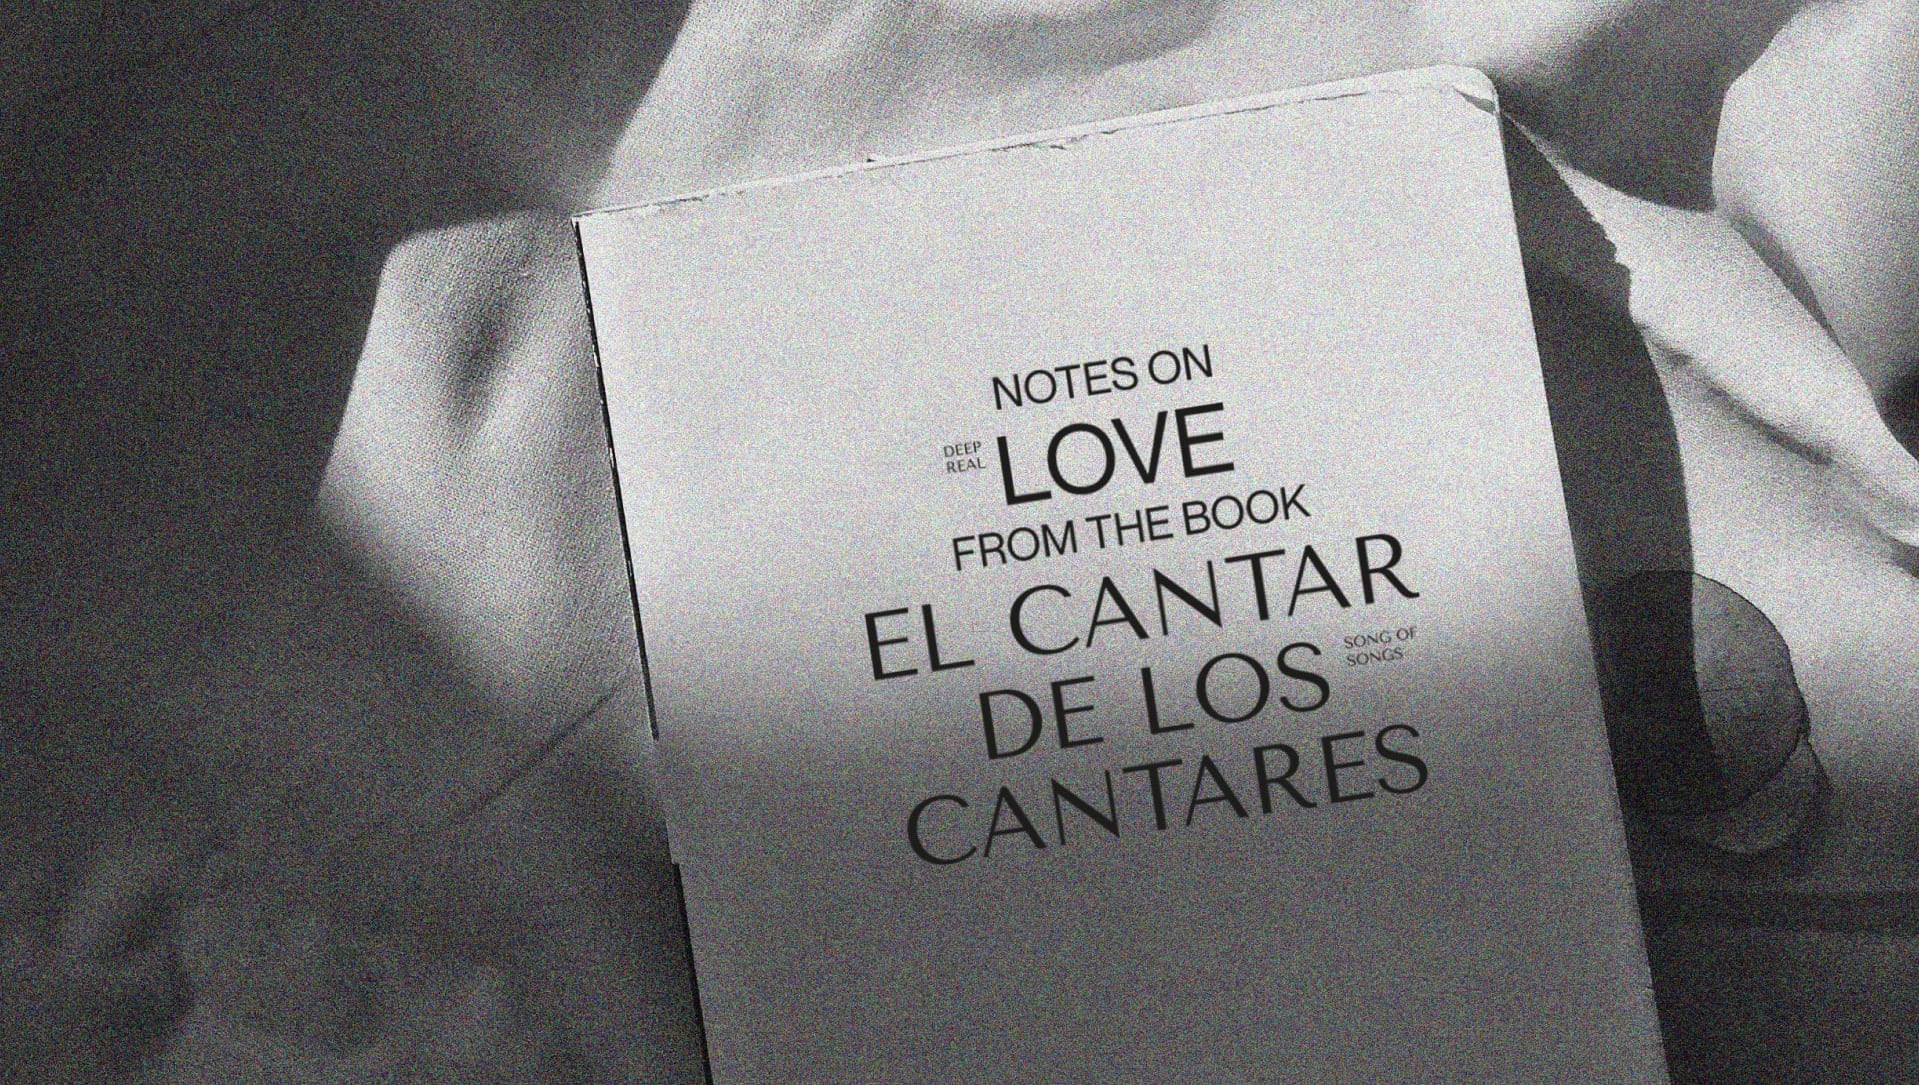 NOTES ON
DEEP
REAL
LOVE
FROM THE BOOK
EL CANTAR
DE LOS
SONG OF
SONGS
CANTARES